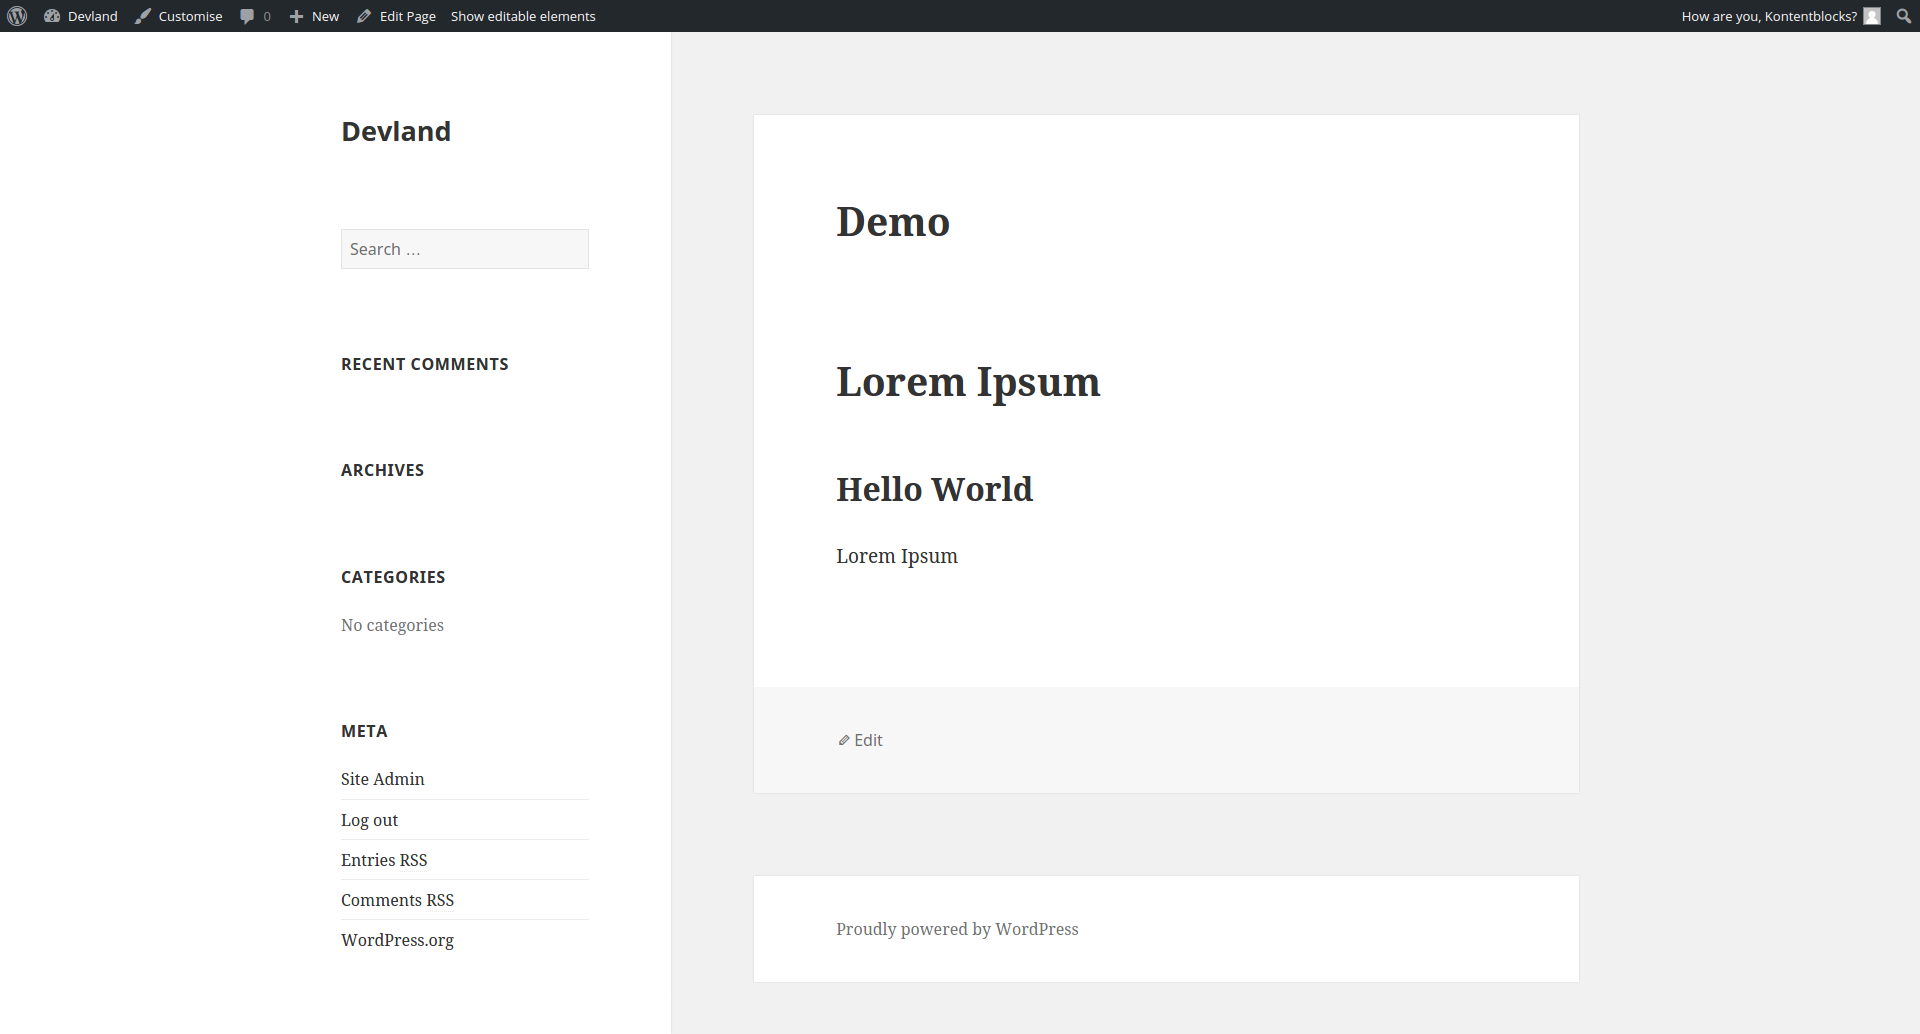 Devland Customise 0 New Edit Page Show editable elements How are you, Kontentblocks?
Devland
Search …
RECENT COMMENTS
ARCHIVES
CATEGORIES
No categories
META
Site Admin
Log out
Entries RSS
Comments RSS
WordPress.org
Demo
Lorem Ipsum
Hello World
Lorem Ipsum
Edit
Proudly powered by WordPress